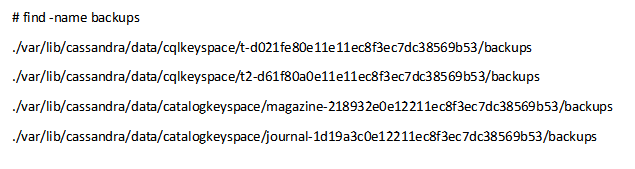 # find -name backups
./var/lib/cassandra/data/cqlkeyspace/t-d021fe80e11e11ec8f3ec7dc38569b53/backups
./var/lib/cassandra/data/cqlkeyspace/t2-d61f80a0e11e11ec8f3ec7dc38569b53/backups
./var/lib/cassandra/data/catalogkeyspace/magazine-218932e0e12211ec8f3ec7dc38569b53/backups
./var/lib/cassandra/data/catalogkeyspace/journal-1d19a3c0e12211ec8f3ec7dc38569b53/backups